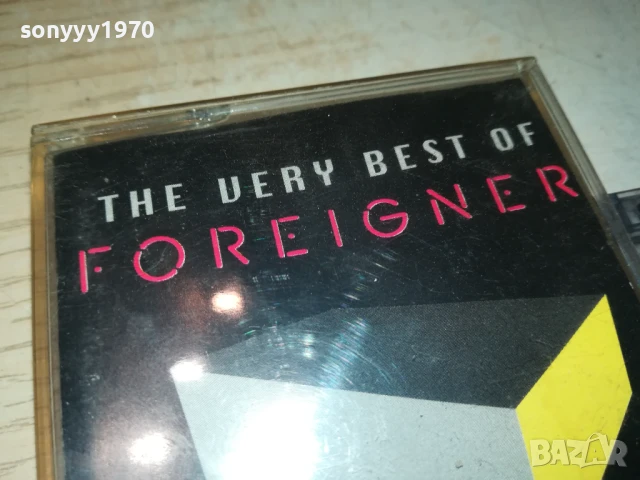 sonyyy1970
THE VERY BEST OF
FOREIGNER
BAZAR